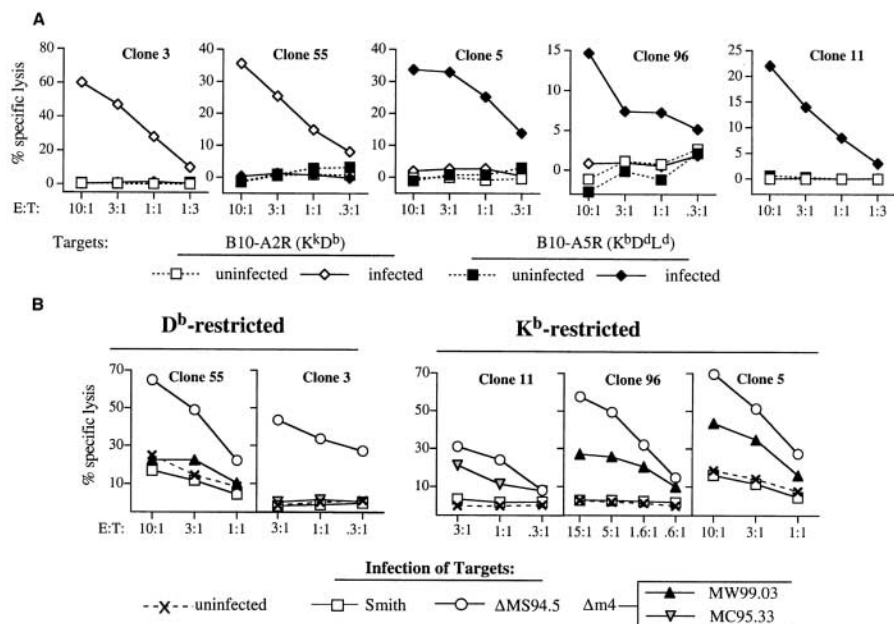 A
Clone 3 Clone 55 Clone 5 Clone 96 Clone 11
% specific lysis
80 60 40 20 0
40 30 20 10 0
40 30 20 10 0
15 10 5 0
25 20 15 10 5 0
E:T: 10:1 3:1 1:1 1:3 10:1 3:1 1:1 .3:1 10:1 3:1 1:1 .3:1 10:1 3:1 1:1 .3:1 10:1 3:1 1:1 1:3
Targets: B10-A2R (KᵏDᵇ) B10-A5R (KᵇDᵈLᵈ)
uninfected infected uninfected infected
B
Dᵇ-restricted Kᵇ-restricted
Clone 55 Clone 3 Clone 11 Clone 96 Clone 5
% specific lysis
70 50 30 10
70 50 30 10
E:T: 10:1 3:1 1:1 3:1 1:1 .3:1 3:1 1:1 .3:1 15:1 5:1 1.6:1 .6:1 10:1 3:1 1:1
Infection of Targets:
uninfected Smith ΔMS94.5 Δm4 MW99.03
MC95.33